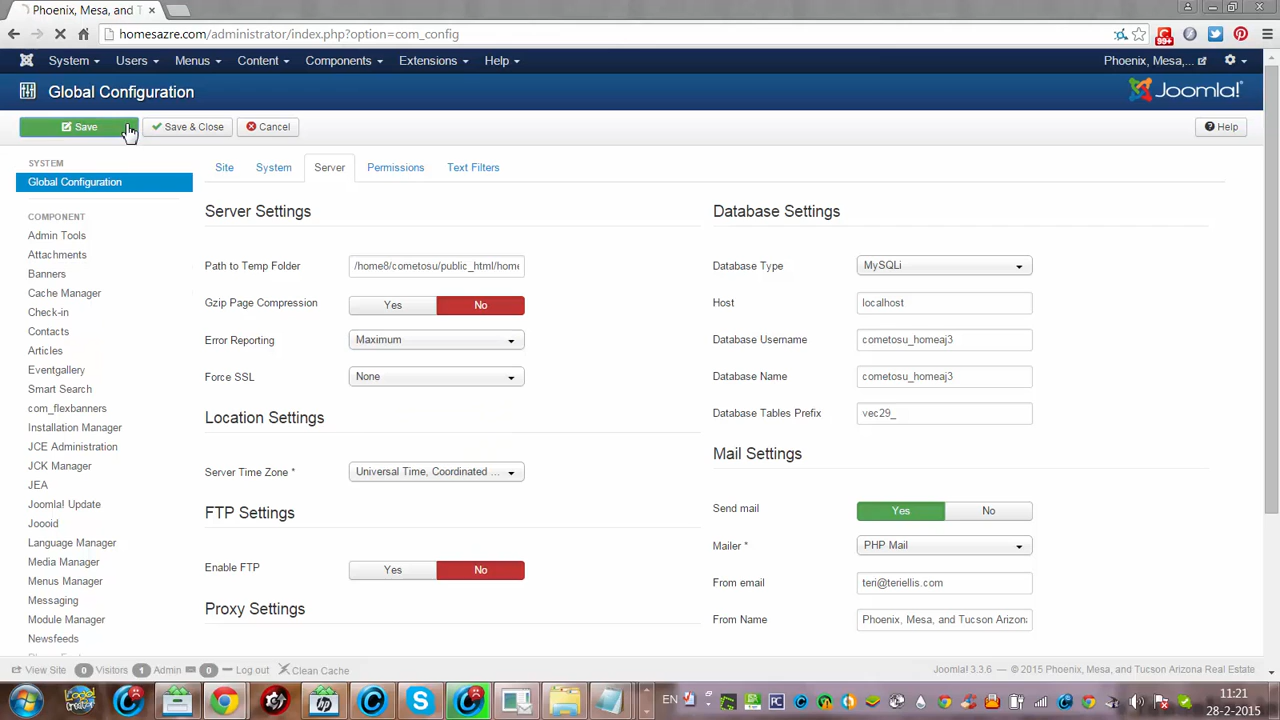 Phoenix, Mesa, and T
homesazre.com/administrator/index.php?option=com_config
99+
System Users Menus Content Components Extensions Help
Phoenix, Mesa,...
Global Configuration
Joomla!
Save
Save & Close
Cancel
Help
SYSTEM
Global Configuration
COMPONENT
Admin Tools
Attachments
Banners
Cache Manager
Check-in
Contacts
Articles
Eventgallery
Smart Search
com_flexbanners
Installation Manager
JCE Administration
JCK Manager
JEA
Joomla! Update
Joooid
Language Manager
Media Manager
Menus Manager
Messaging
Module Manager
Newsfeeds
Site System Server Permissions Text Filters
Server Settings
Path to Temp Folder /home8/cometosu/public_html/home
Gzip Page Compression Yes No
Error Reporting Maximum
Force SSL None
Location Settings
Server Time Zone * Universal Time, Coordinated ...
FTP Settings
Enable FTP Yes No
Proxy Settings
Database Settings
Database Type MySQLi
Host localhost
Database Username cometosu_homeaj3
Database Name cometosu_homeaj3
Database Tables Prefix vec29_
Mail Settings
Send mail Yes No
Mailer * PHP Mail
From email teri@teriellis.com
From Name Phoenix, Mesa, and Tucson Arizon
View Site 0 Visitors 1 Admin 0 Log out Clean Cache
Joomla! 3.3.6 — © 2015 Phoenix, Mesa, and Tucson Arizona Real Estate
EN
11:21
28-2-2015